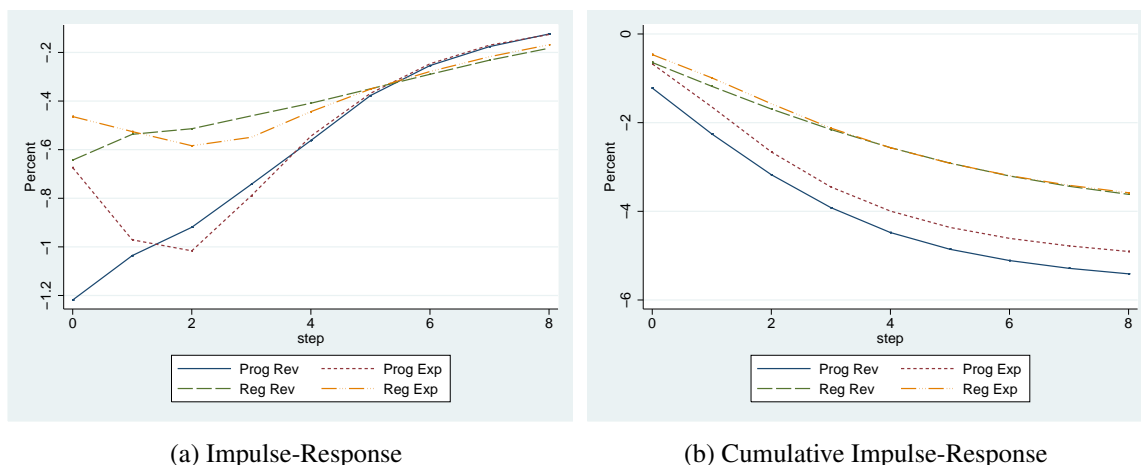 Percent
-.2
-.4
-.6
-.8
-1
-1.2
0 2 4 6 8
step
Prog Rev Prog Exp
Reg Rev Reg Exp
(a) Impulse-Response
Percent
0
-2
-4
-6
0 2 4 6 8
step
Prog Rev Prog Exp
Reg Rev Reg Exp
(b) Cumulative Impulse-Response